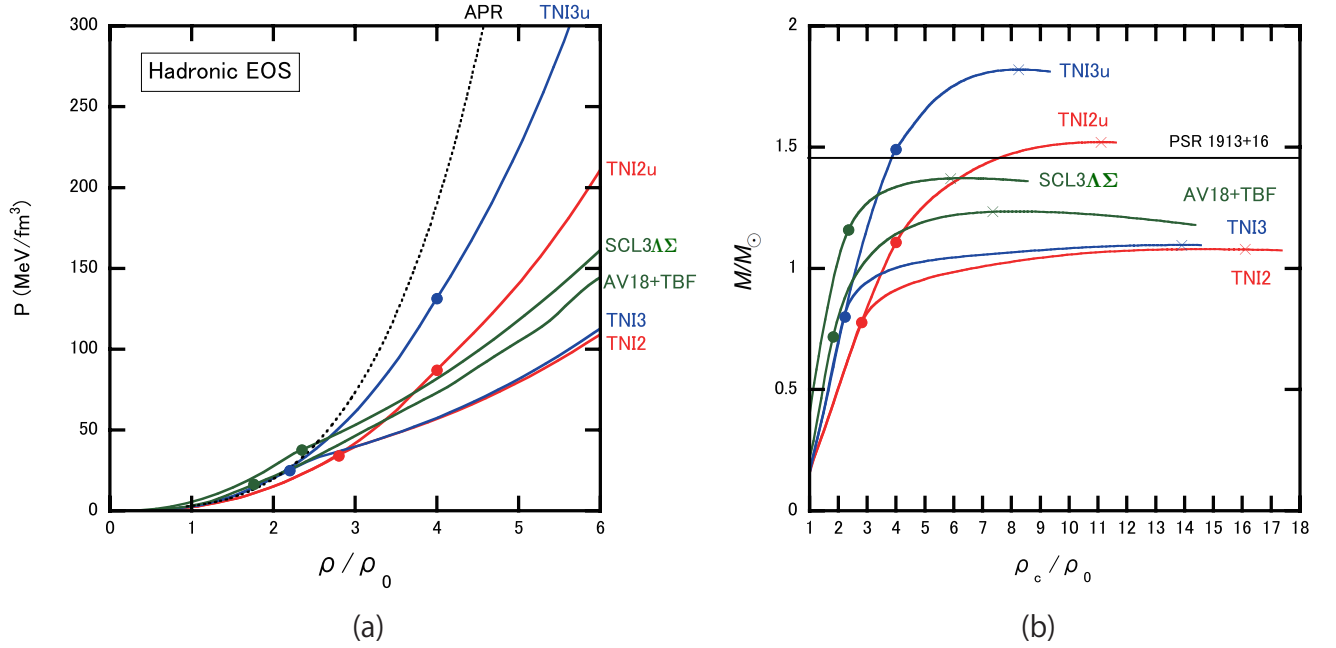 APR
TNI3u
Hadronic EOS
300
250
200
150
100
50
0
P (MeV/fm³)
TNI2u
SCL3ΛΣ
AV18+TBF
TNI3
TNI2
0 1 2 3 4 5 6
ρ / ρ₀
(a)
2
1.5
1
0.5
0
M/M☉
TNI3u
TNI2u
PSR 1913+16
SCL3ΛΣ
AV18+TBF
TNI3
TNI2
1 2 3 4 5 6 7 8 9 10 11 12 13 14 15 16 17 18
ρc / ρ₀
(b)